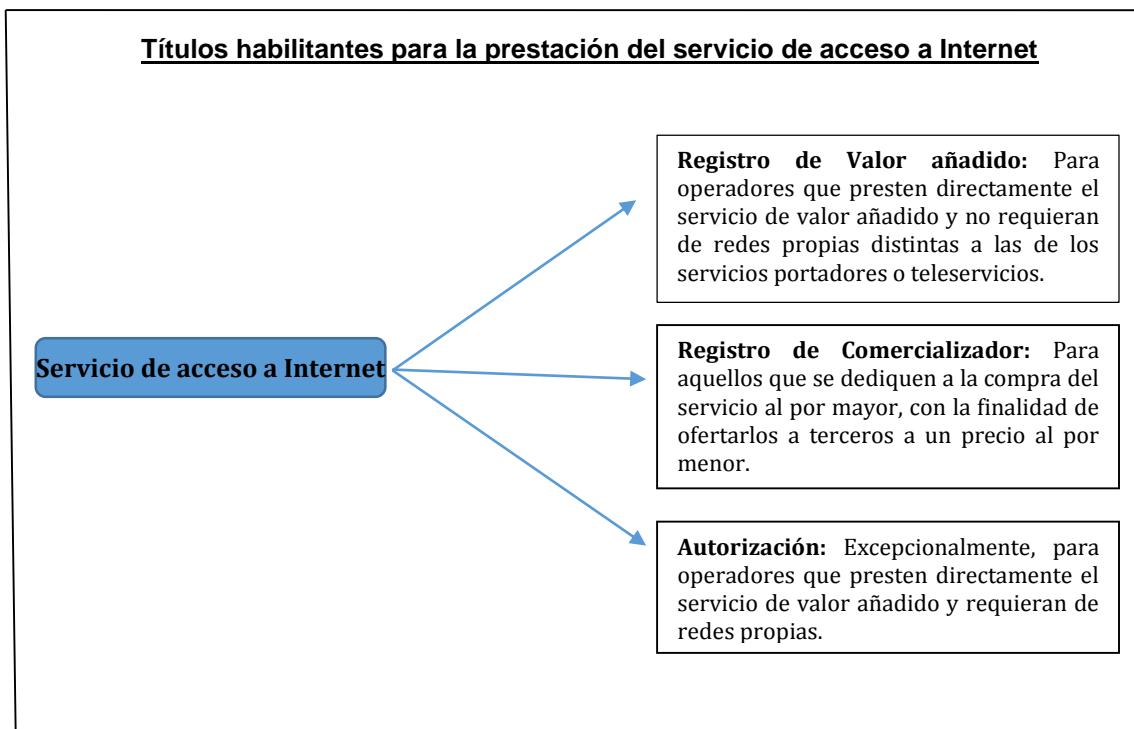 Títulos habilitantes para la prestación del servicio de acceso a Internet
Servicio de acceso a Internet
Registro de Valor añadido: Para
operadores que presten directamente el
servicio de valor añadido y no requieran
de redes propias distintas a las de los
servicios portadores o teleservicios.
Registro de Comercializador: Para
aquellos que se dediquen a la compra del
servicio al por mayor, con la finalidad de
ofertarlos a terceros a un precio al por
menor.
Autorización: Excepcionalmente, para
operadores que presten directamente el
servicio de valor añadido y requieran de
redes propias.